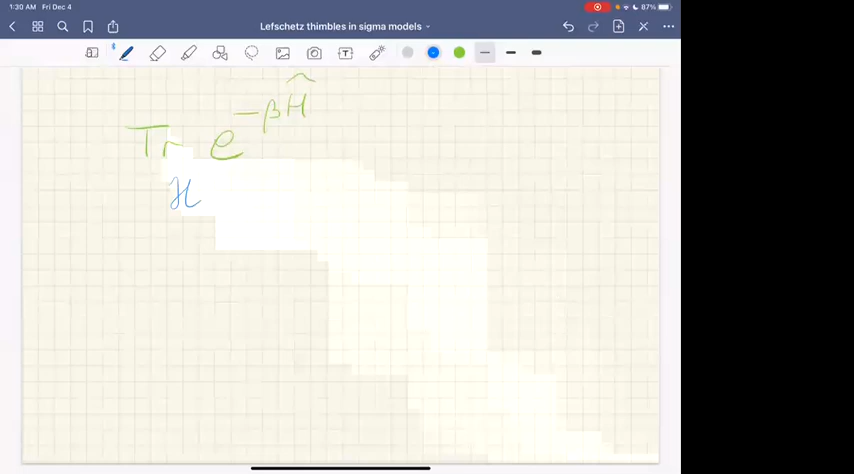 1:30 AM Fri Dec 4
87%
Lefschetz thimbles in sigma models
T
Tr e^{-βĤ}
ℋ